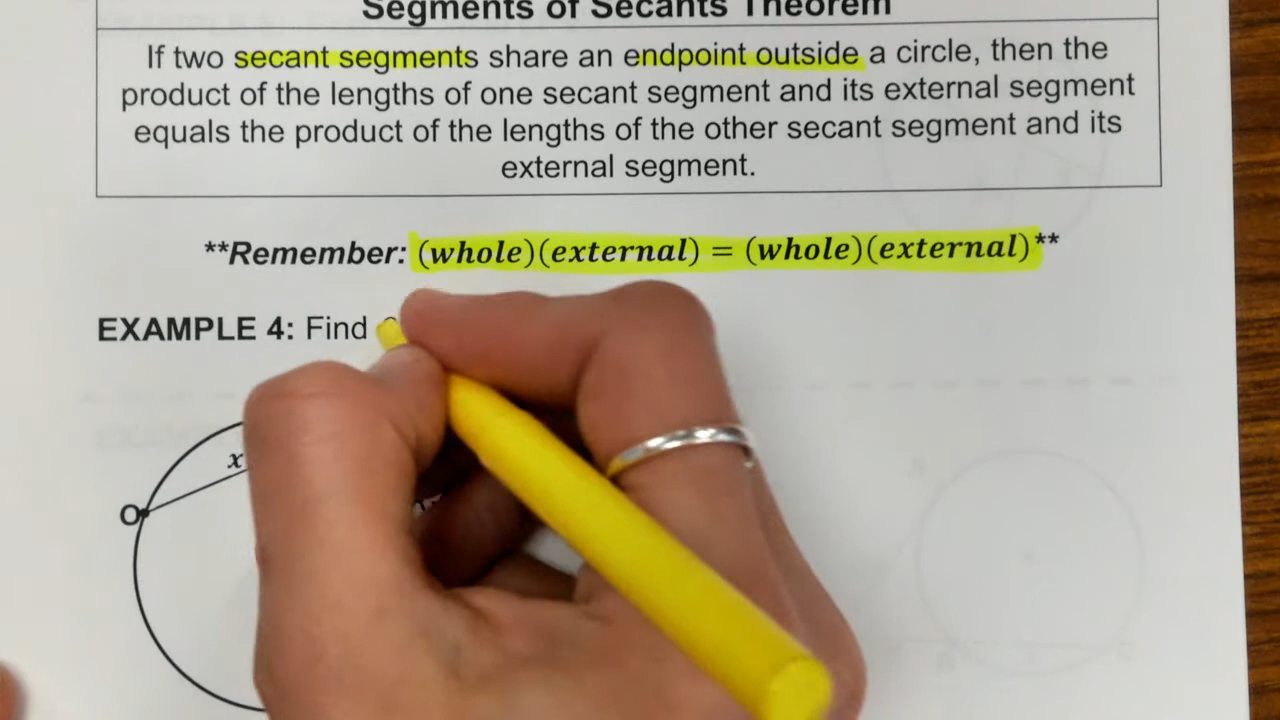 Segments of Secants Theorem
If two secant segments share an endpoint outside a circle, then the
product of the lengths of one secant segment and its external segment
equals the product of the lengths of the other secant segment and its
external segment.
**Remember: (whole)(external) = (whole)(external)**
EXAMPLE 4: Find
x
O